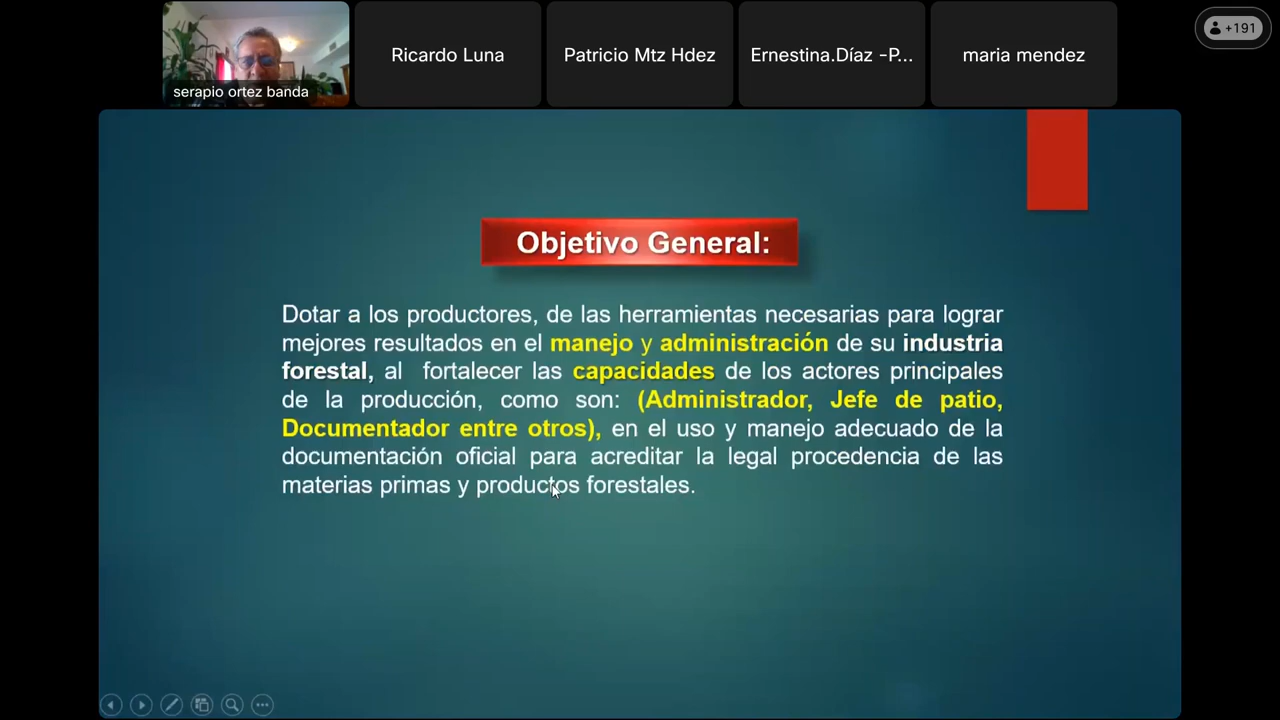 Ricardo Luna
Patricio Mtz Hdez
Ernestina.Díaz -P...
maria mendez
+191
serapio ortez banda
Objetivo General:
Dotar a los productores, de las herramientas necesarias para lograr
mejores resultados en el manejo y administración de su industria
forestal, al fortalecer las capacidades de los actores principales
de la producción, como son: (Administrador, Jefe de patio,
Documentador entre otros), en el uso y manejo adecuado de la
documentación oficial para acreditar la legal procedencia de las
materias primas y productos forestales.